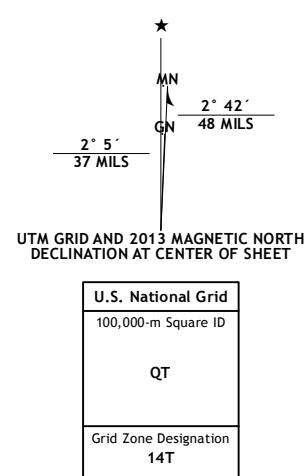 ★
MN
GN
2° 42´
48 MILS
2° 5´
37 MILS
UTM GRID AND 2013 MAGNETIC NORTH
DECLINATION AT CENTER OF SHEET
U.S. National Grid
100,000-m Square ID
QT
Grid Zone Designation
14T